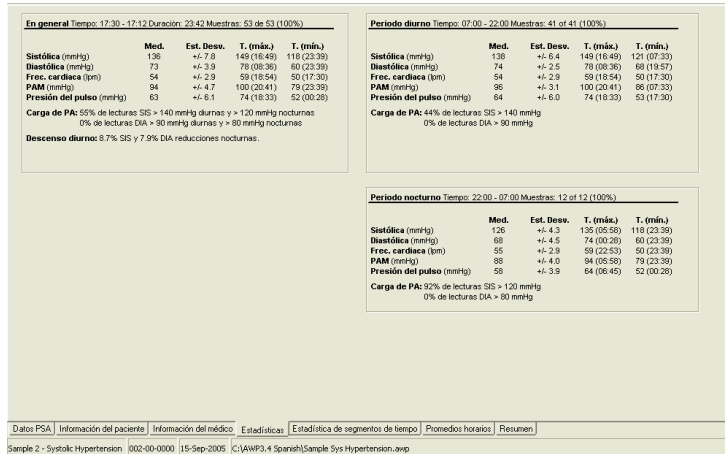 En general Tiempo: 17:30 - 17:12 Duración: 23:42 Muestras: 53 de 53 (100%)
Med. Est. Desv. T. (máx.) T. (mín.)
Sistólica (mmHg) 136 +/- 7.8 149 (16:49) 118 (23:39)
Diastólica (mmHg) 73 +/- 3.9 78 (08:36) 60 (23:39)
Frec. cardiaca (lpm) 54 +/- 2.9 59 (18:54) 50 (17:30)
PAM (mmHg) 94 +/- 4.7 100 (20:41) 79 (23:39)
Presión del pulso (mmHg) 63 +/- 6.1 74 (18:33) 52 (00:28)
Carga de PA: 55% de lecturas SIS > 140 mmHg diurnas y > 120 mmHg nocturnas
0% de lecturas DIA > 90 mmHg diurnas y > 80 mmHg nocturnas
Descenso diurno: 8.7% SIS y 7.9% DIA reducciones nocturnas.
Periodo diurno Tiempo: 07:00 - 22:00 Muestras: 41 of 41 (100%)
Med. Est. Desv. T. (máx.) T. (mín.)
Sistólica (mmHg) 138 +/- 6.4 149 (16:49) 121 (07:33)
Diastólica (mmHg) 74 +/- 2.5 78 (08:36) 68 (19:57)
Frec. cardiaca (lpm) 54 +/- 2.9 59 (18:54) 50 (17:30)
PAM (mmHg) 96 +/- 3.1 100 (20:41) 86 (07:33)
Presión del pulso (mmHg) 64 +/- 6.0 74 (18:33) 53 (17:30)
Carga de PA: 44% de lecturas SIS > 140 mmHg
0% de lecturas DIA > 90 mmHg
Periodo nocturno Tiempo: 22:00 - 07:00 Muestras: 12 of 12 (100%)
Med. Est. Desv. T. (máx.) T. (mín.)
Sistólica (mmHg) 126 +/- 4.3 135 (05:58) 118 (23:39)
Diastólica (mmHg) 68 +/- 4.5 74 (00:28) 60 (23:39)
Frec. cardiaca (lpm) 55 +/- 2.9 59 (22:53) 50 (23:39)
PAM (mmHg) 88 +/- 4.0 94 (05:58) 79 (23:39)
Presión del pulso (mmHg) 58 +/- 3.9 64 (06:45) 52 (00:28)
Carga de PA: 92% de lecturas SIS > 120 mmHg
0% de lecturas DIA > 80 mmHg
Datos PSA Información del paciente Información del médico Estadísticas Estadística de segmentos de tiempo Promedios horarios Resumen
Sample 2 - Systolic Hypertension 002-00-0000 15-Sep-2005 C:\AWP3.4 Spanish\Sample Sys Hypertension.awp